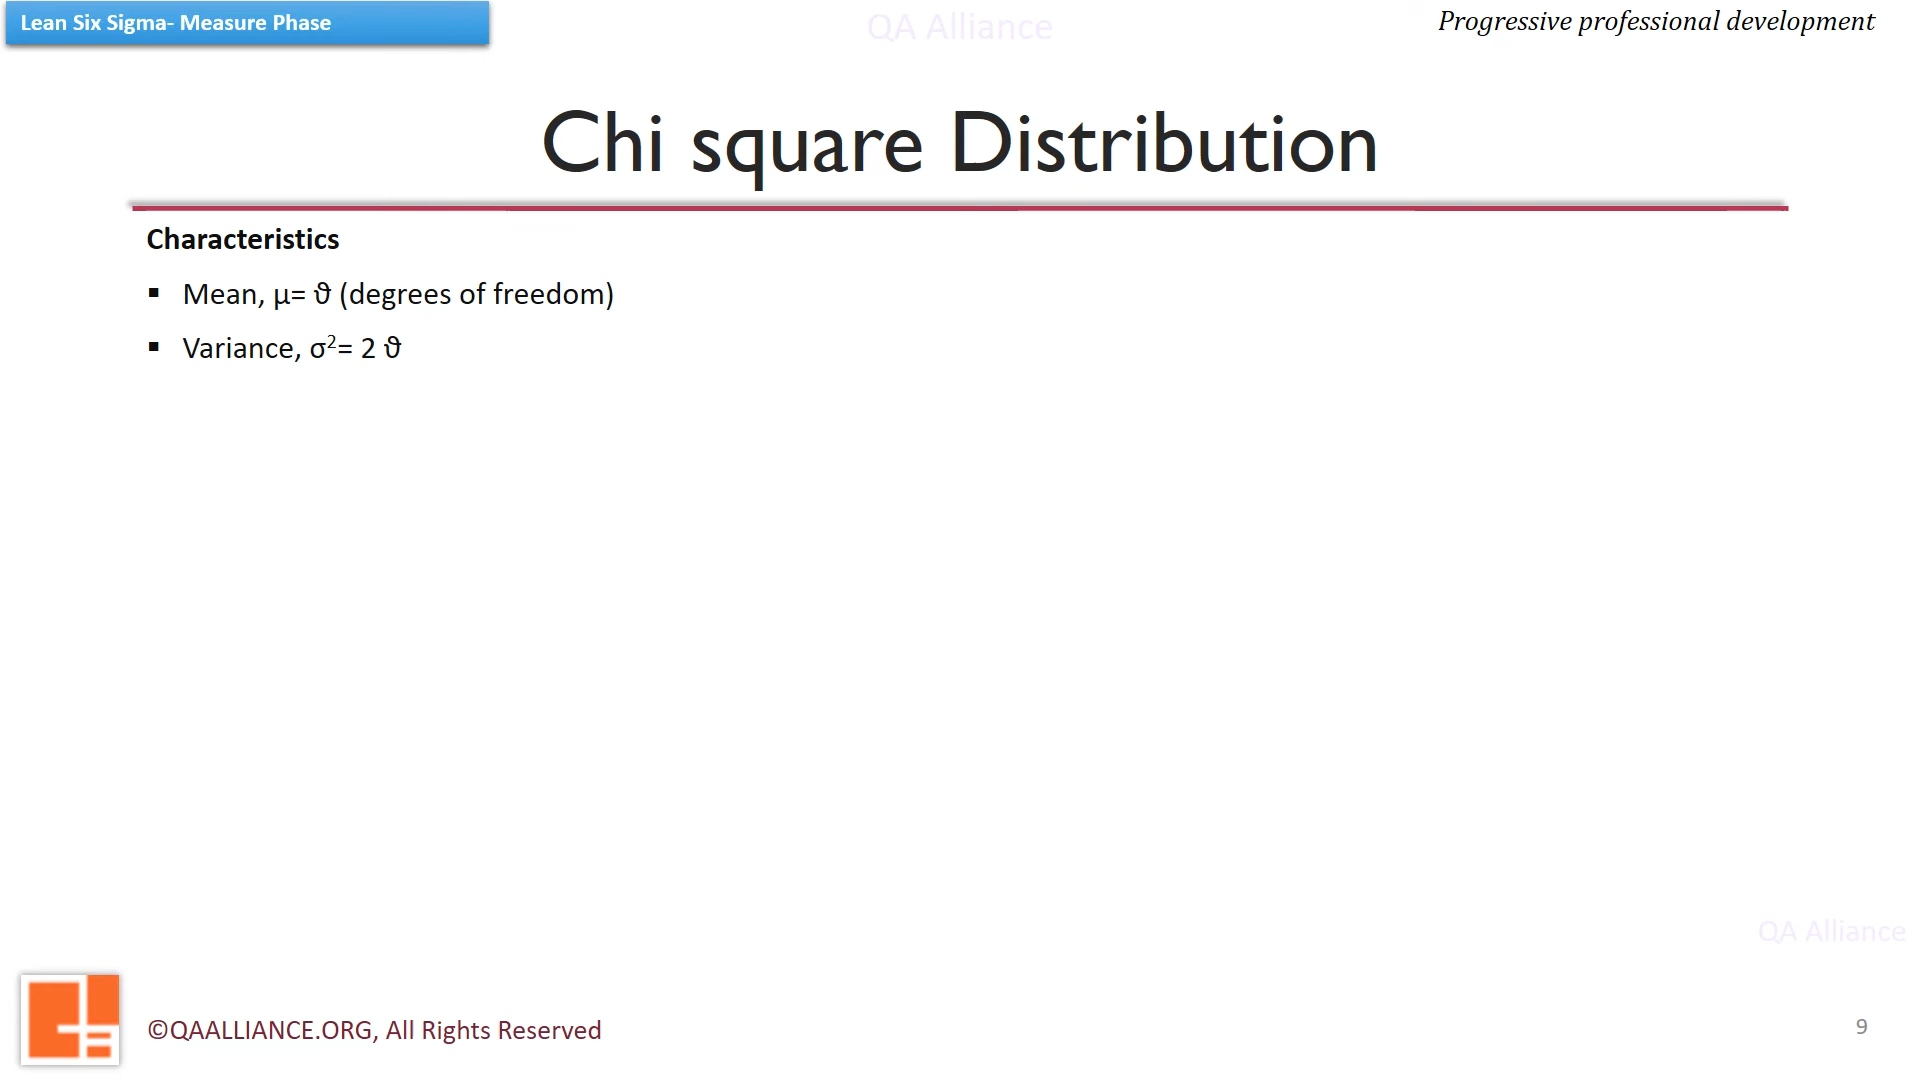 Lean Six Sigma- Measure Phase
QA Alliance
Progressive professional development
Chi square Distribution
Characteristics
▪ Mean, μ= ϑ (degrees of freedom)
▪ Variance, σ²= 2 ϑ
QA Alliance
©QAALLIANCE.ORG, All Rights Reserved
9